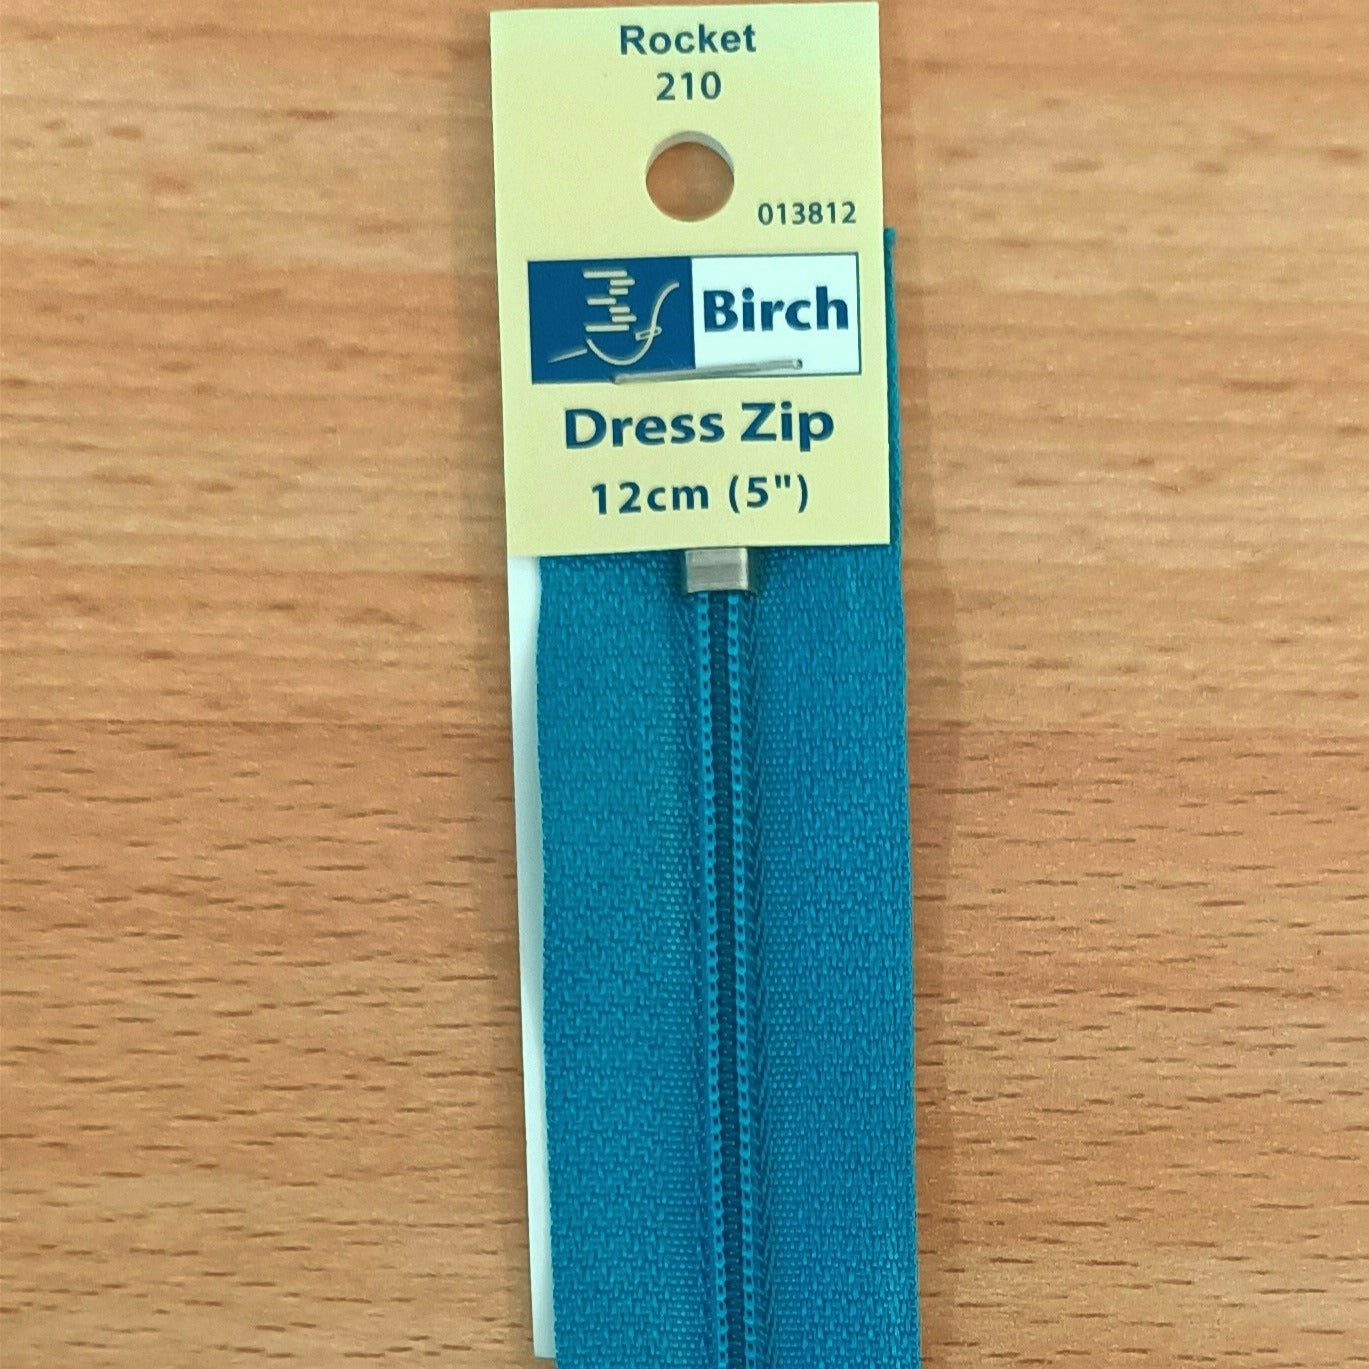 Rocket
210
013812
Birch
Dress Zip
12cm (5")